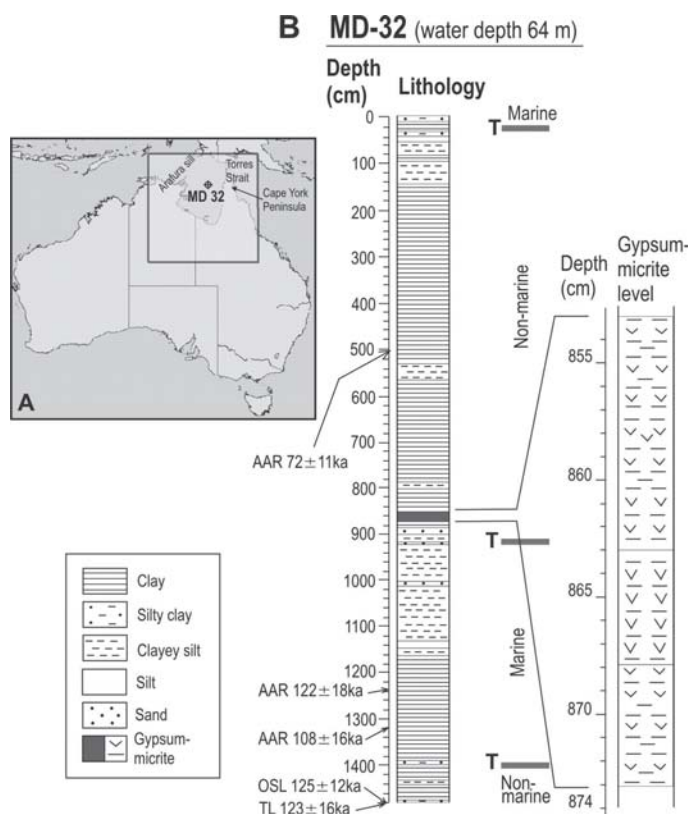 B MD-32 (water depth 64 m)
Depth
(cm)
Lithology
0
100
200
300
400
500
600
700
800
900
1000
1100
1200
1300
1400
Marine
T
Non-marine
T
Marine
T
Non-
marine
AAR 72±11ka
AAR 122±18ka
AAR 108±16ka
OSL 125±12ka
TL 123±16ka
Depth
(cm)
Gypsum-
micrite
level
855
860
865
870
874
Arafura sill
Torres
Strait
MD 32
Cape York
Peninsula
A
Clay
Silty clay
Clayey silt
Silt
Sand
Gypsum-
micrite